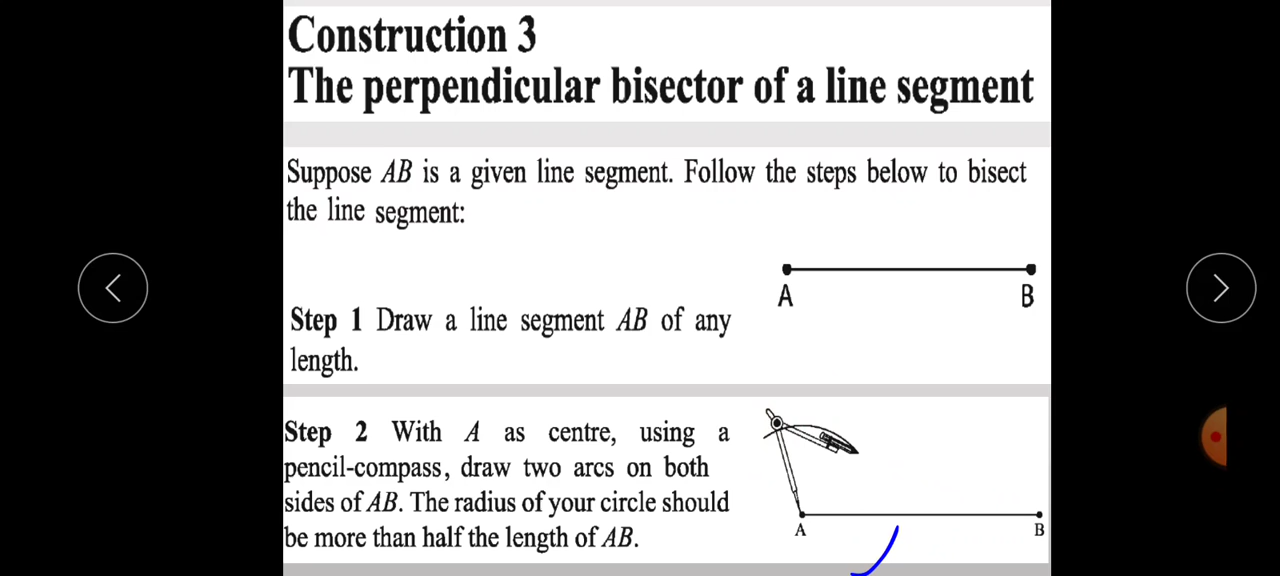 Construction 3
The perpendicular bisector of a line segment
Suppose AB is a given line segment. Follow the steps below to bisect
the line segment:
A
B
Step 1 Draw a line segment AB of any
length.
Step 2 With A as centre, using a
pencil-compass, draw two arcs on both
sides of AB. The radius of your circle should
be more than half the length of AB.
A
B